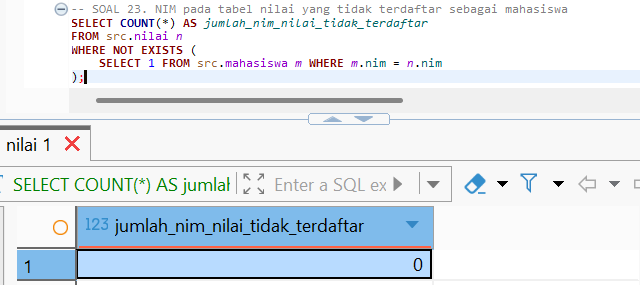 -- SOAL 23. NIM pada tabel nilai yang tidak terdaftar sebagai mahasiswa
SELECT COUNT(*) AS jumlah_nim_nilai_tidak_terdaftar
FROM src.nilai n
WHERE NOT EXISTS (
SELECT 1 FROM src.mahasiswa m WHERE m.nim = n.nim
);
nilai 1
SELECT COUNT(*) AS jumlal Enter a SQL ex
123 jumlah_nim_nilai_tidak_terdaftar
1 0